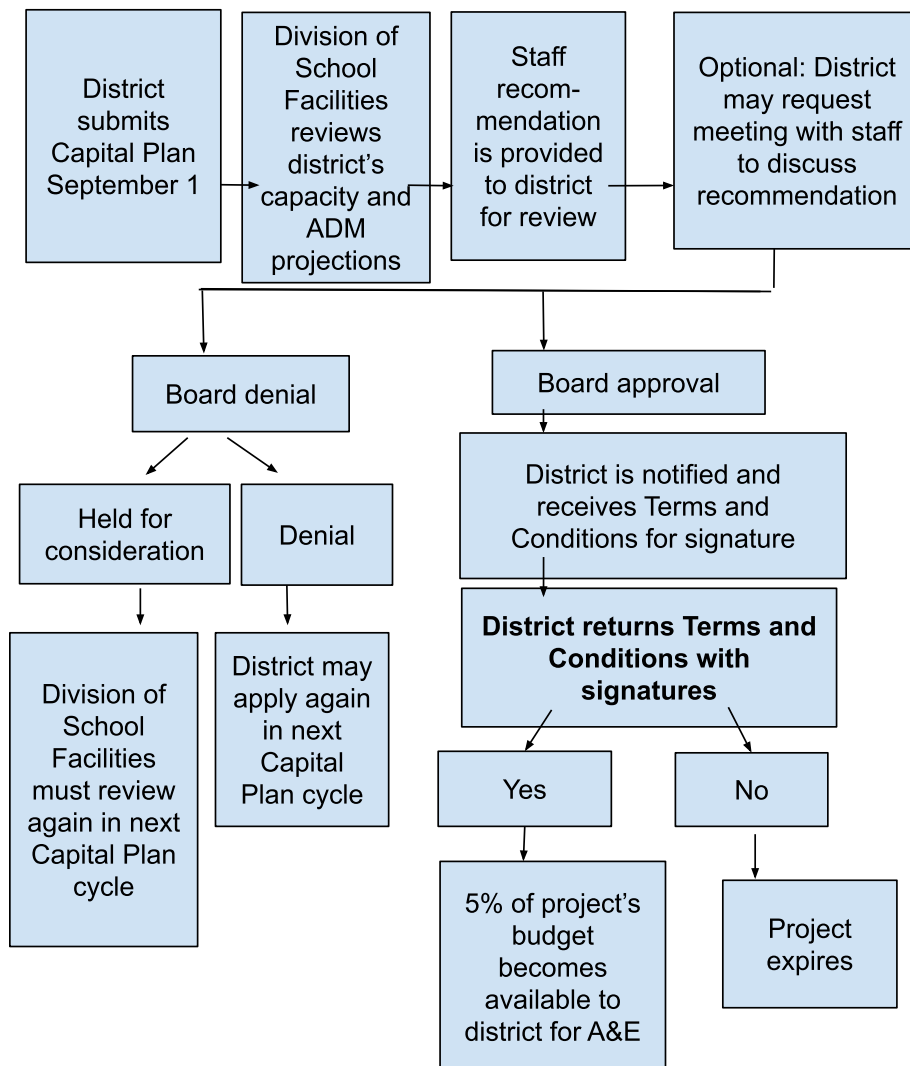 District
submits
Capital Plan
September 1
Division of
School
Facilities
reviews
district's
capacity and
ADM
projections
Staff
recom-
mendation
is provided
to district
for review
Optional: District
may request
meeting with staff
to discuss
recommendation
Board denial
Board approval
Held for
consideration
Denial
District is notified and
receives Terms and
Conditions for signature
Division of
School
Facilities
must review
again in next
Capital Plan
cycle
District may
apply again
in next
Capital
Plan cycle
District returns Terms and
Conditions with
signatures
Yes
No
5% of project's
budget
becomes
available to
district for A&E
Project
expires